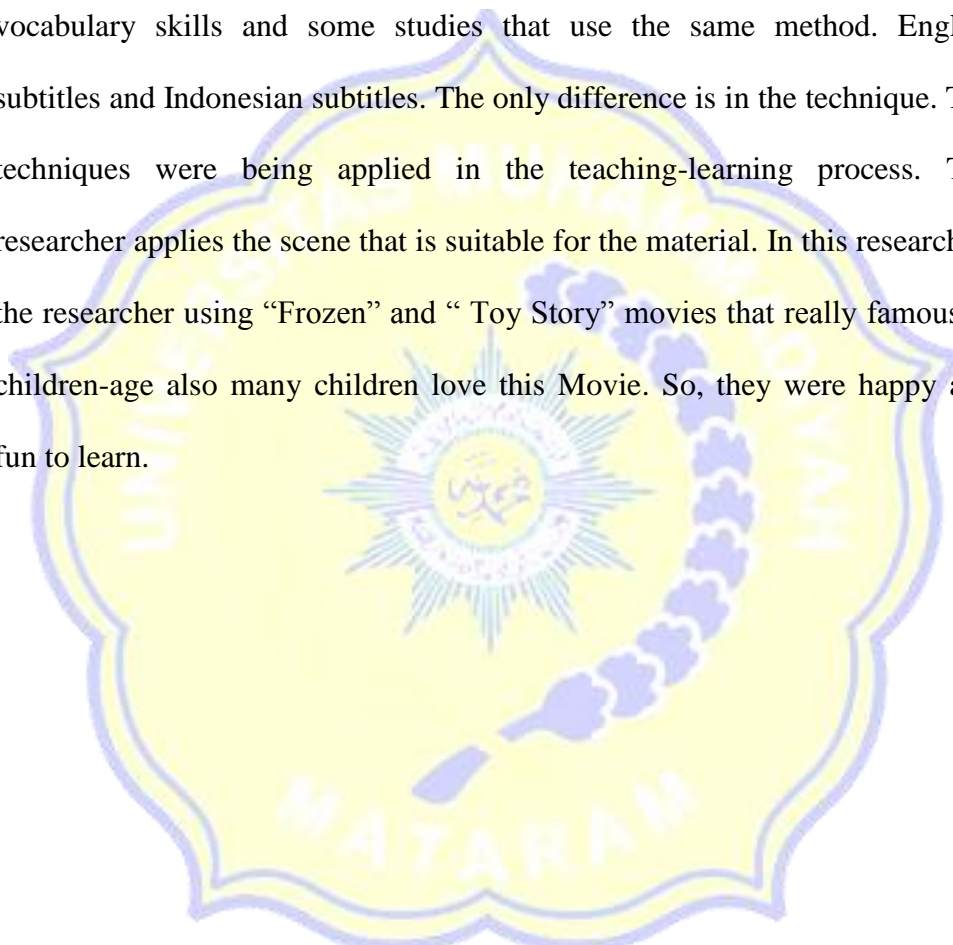 vocabulary skills and some studies that use the same method. Engl
subtitles and Indonesian subtitles. The only difference is in the technique. T
techniques were being applied in the teaching-learning process. T
researcher applies the scene that is suitable for the material. In this research
the researcher using “Frozen” and “ Toy Story” movies that really famous
children-age also many children love this Movie. So, they were happy a
fun to learn.
UNIVERSITAS MUHAMMADIYAH
MATARAM